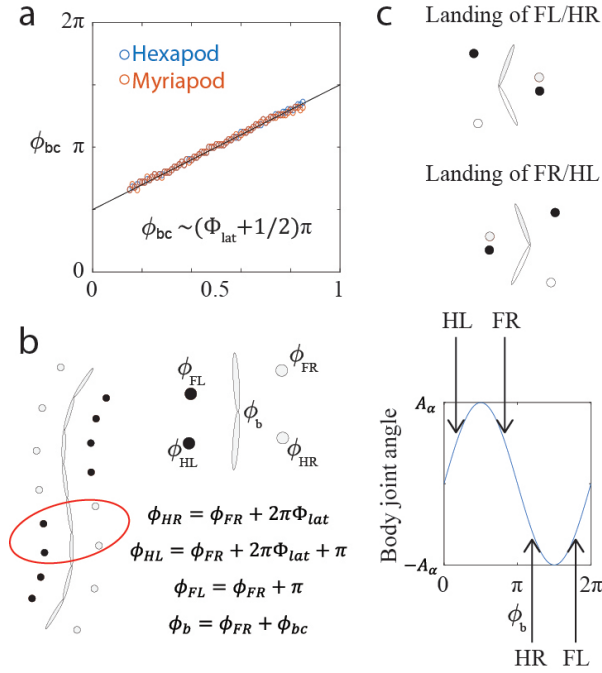 a
2π
Hexapod
Myriapod
ϕbc
π
ϕbc ~(Φlat+1/2)π
0
0
0.5
1
b
ϕFL
ϕFR
ϕb
ϕHL
ϕHR
ϕHR = ϕFR + 2πΦlat
ϕHL = ϕFR + 2πΦlat + π
ϕFL = ϕFR + π
ϕb = ϕFR + ϕbc
c
Landing of FL/HR
Landing of FR/HL
HL FR
Aα
Body joint angle
-Aα
0
π
2π
ϕb
HR FL